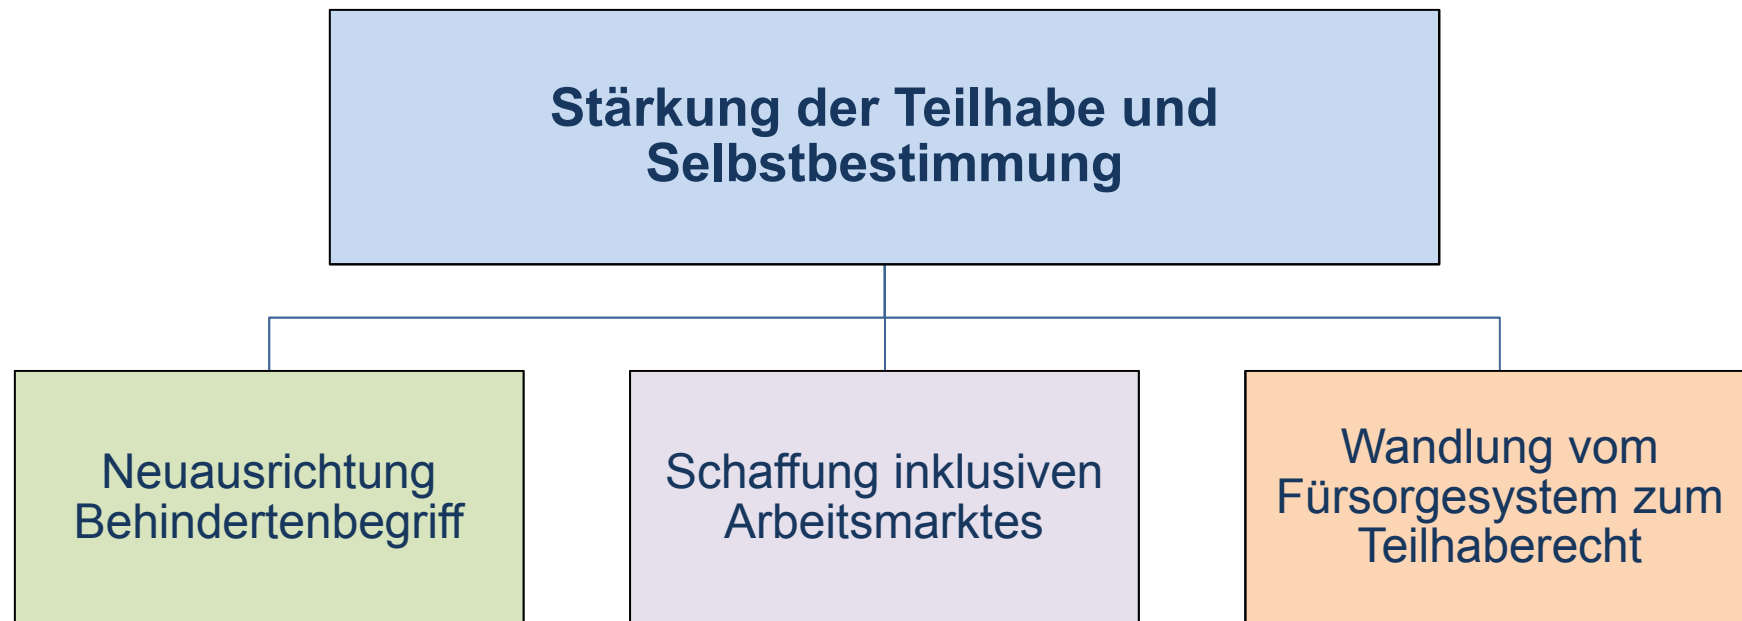 Stärkung der Teilhabe und
Selbstbestimmung
Neuausrichtung
Behindertenbegriff
Schaffung inklusiven
Arbeitsmarktes
Wandlung vom
Fürsorgesystem zum
Teilhaberecht